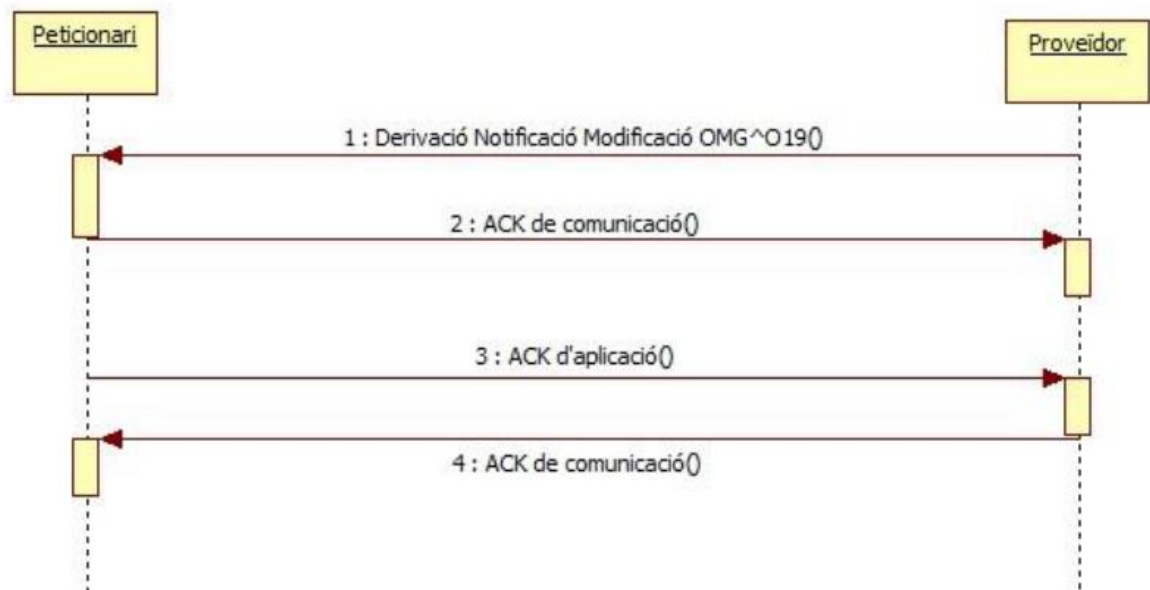 Peticionari
Proveïdor
1 : Derivació Notificació Modificació OMG^O19()
2 : ACK de comunicació()
3 : ACK d'aplicació()
4 : ACK de comunicació()